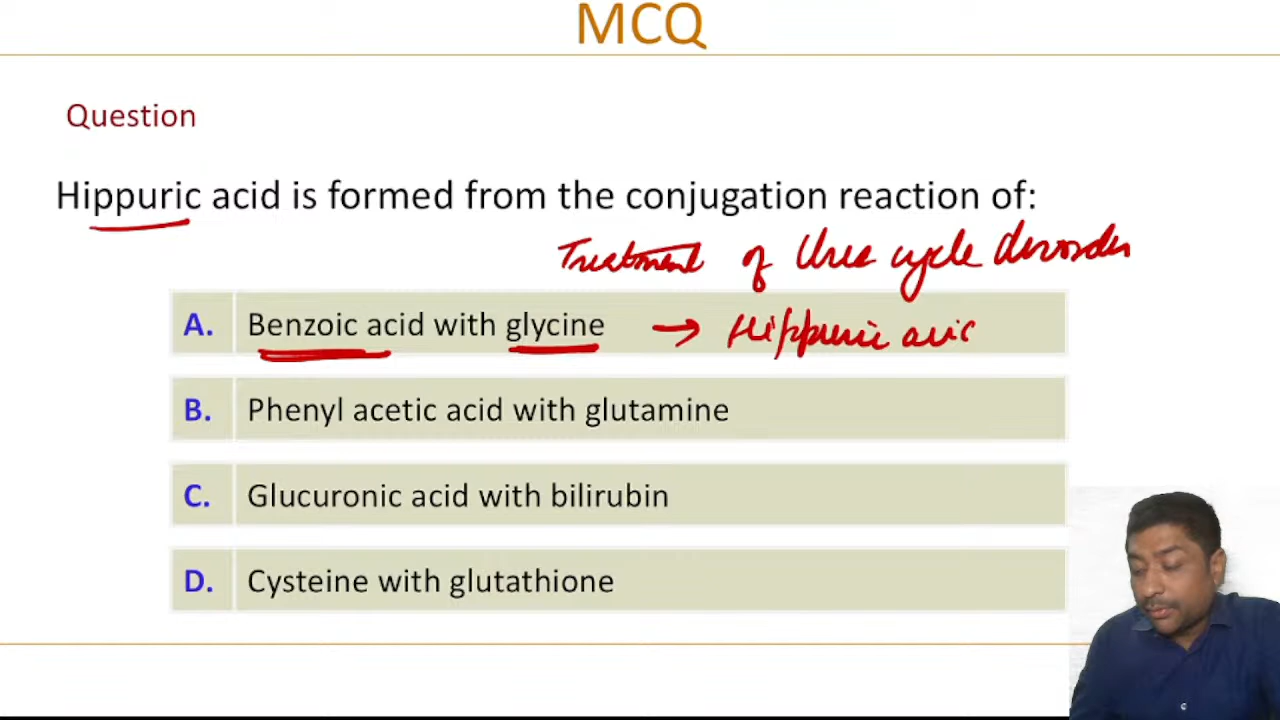 MCQ
Question
Hippuric acid is formed from the conjugation reaction of:
Treatment of Urea cycle disorder
A. Benzoic acid with glycine → Hippuric acid
B. Phenyl acetic acid with glutamine
C. Glucuronic acid with bilirubin
D. Cysteine with glutathione